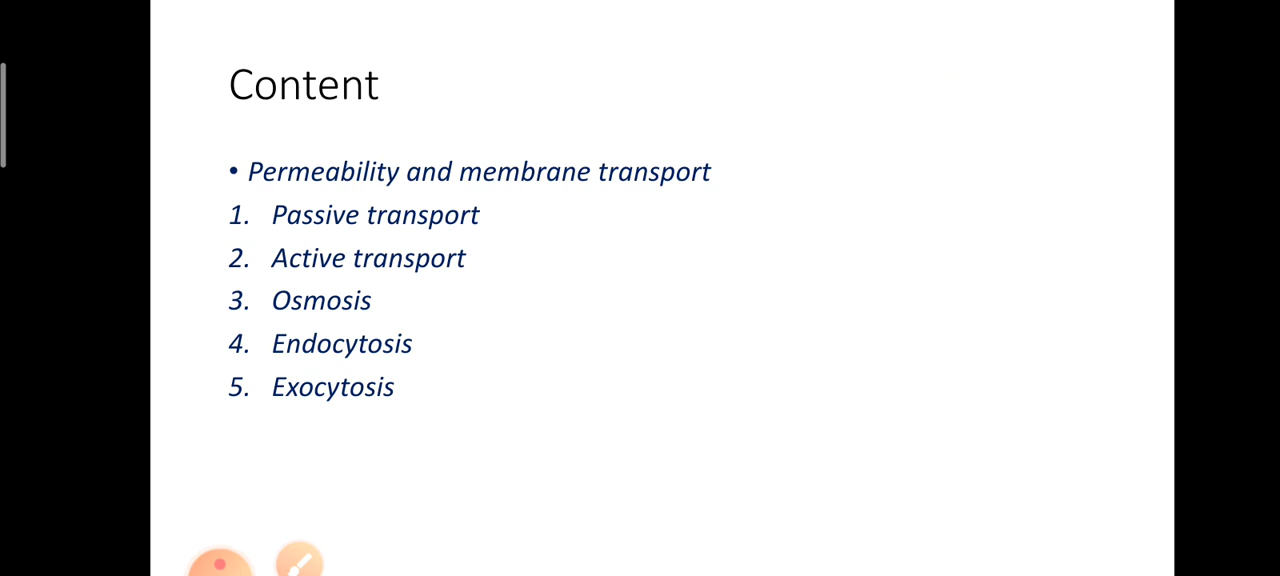 Content
• Permeability and membrane transport
1. Passive transport
2. Active transport
3. Osmosis
4. Endocytosis
5. Exocytosis